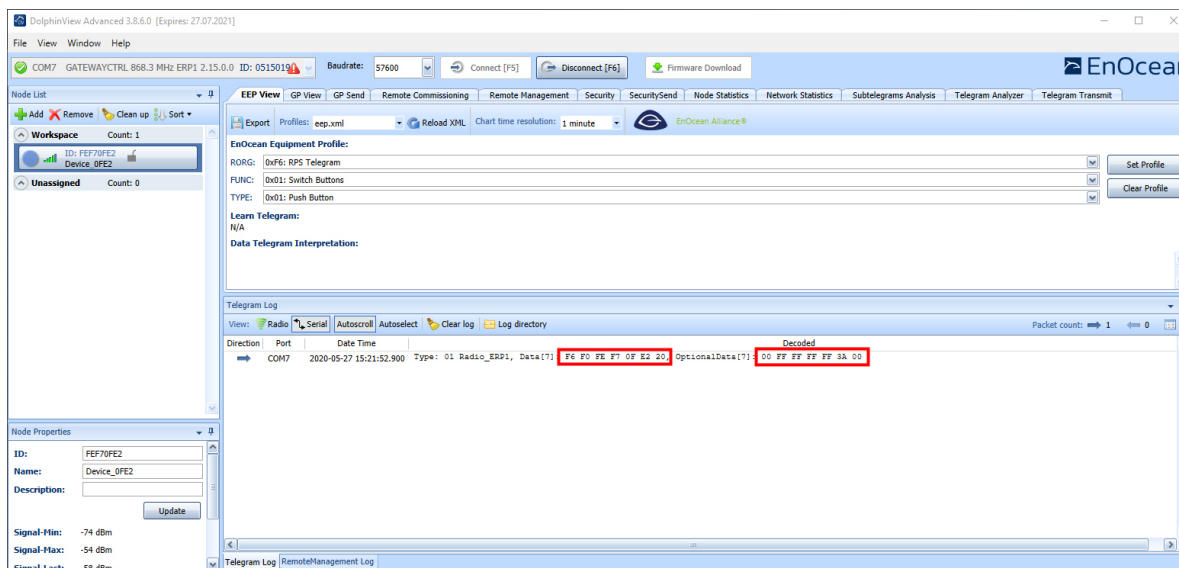 DolphinView Advanced 3.8.6.0 [Expires: 27.07.2021]
File View Window Help
COM7 GATEWAYCTRL 868.3 MHz ERP1 2.15.0.0 ID: 0515019 Baudrate: 57600 Connect [F5] Disconnect [F6] Firmware Download EnOcean
Node List
Add Remove Clean up Sort
Workspace Count: 1
ID: FEF70FE2
Device_0FE2
Unassigned Count: 0
EEP View GP View GP Send Remote Commissioning Remote Management Security SecuritySend Node Statistics Network Statistics Subtelegrams Analysis Telegram Analyzer Telegram Transmit
Export Profiles: eep.xml Reload XML Chart time resolution: 1 minute EnOcean Alliance®
EnOcean Equipment Profile:
RORG: 0xF6: RPS Telegram Set Profile
FUNC: 0x01: Switch Buttons
TYPE: 0x01: Push Button Clear Profile
Learn Telegram:
N/A
Data Telegram Interpretation:
Telegram Log
View: Radio Serial Autoscroll Autoselect Clear log Log directory Packet count: 1 0
Direction Port Date Time Decoded
COM7 2020-05-27 15:21:52.900 Type: 01 Radio_ERP1, Data[7]: F6 F0 FE F7 0F E2 20, OptionalData[7]: 00 FF FF FF FF 3A 00
Node Properties
ID: FEF70FE2
Name: Device_0FE2
Description:
Update
Signal-Min: -74 dBm
Signal-Max: -54 dBm
Signal-Last: -58 dBm
Telegram Log RemoteManagement Log